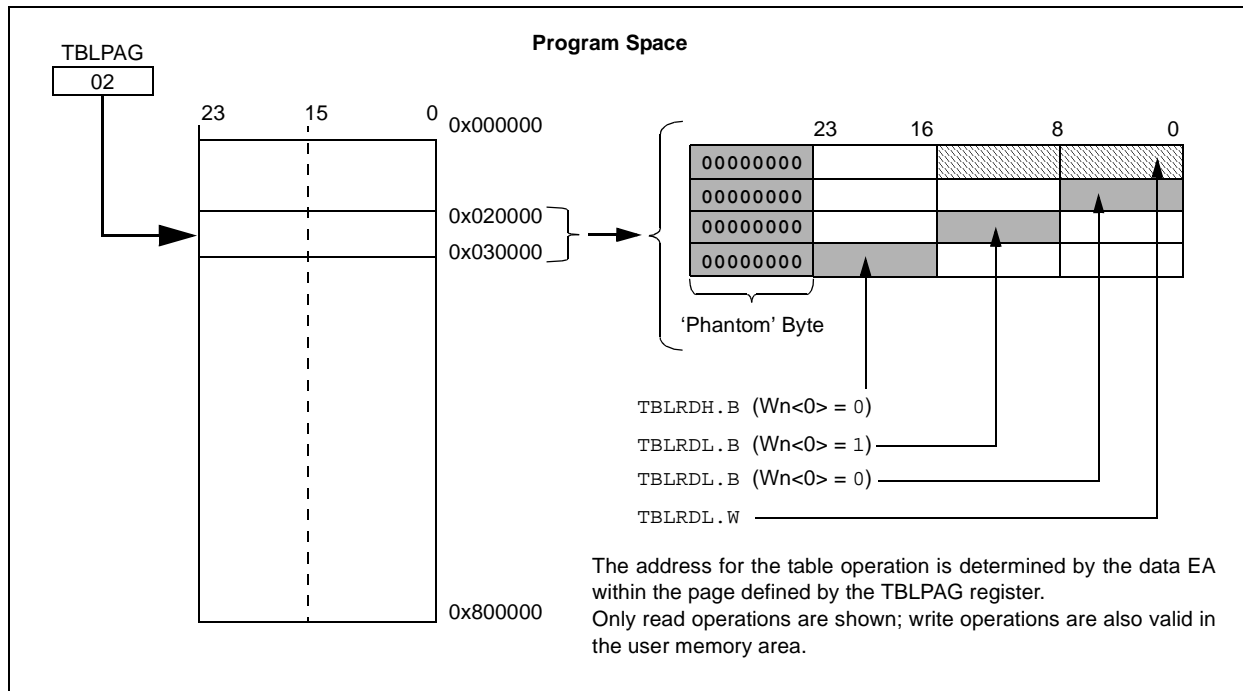 Program Space
TBLPAG
02
23 15 0
0x000000
0x020000
0x030000
0x800000
23 16 8 0
00000000
00000000
00000000
00000000
‘Phantom’ Byte
TBLRDH.B (Wn<0> = 0)
TBLRDL.B (Wn<0> = 1)
TBLRDL.B (Wn<0> = 0)
TBLRDL.W
The address for the table operation is determined by the data EA
within the page defined by the TBLPAG register.
Only read operations are shown; write operations are also valid in
the user memory area.